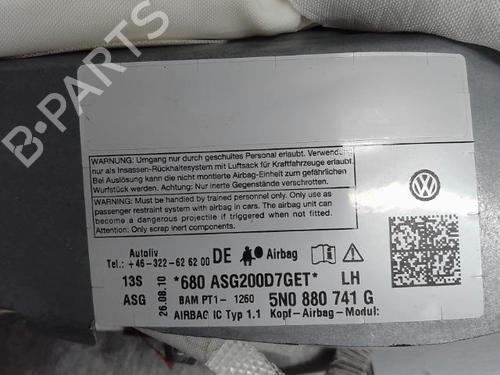 B-PARTS
WARNING: Umgang nur durch geschultes Personal erlaubt. Verwendung
nur als Insassen-Rückhaltesystem mit Luftsack für Kraftfahrzeuge erlaubt.
Bei Auslösung kann die nicht montierte Airbag-Einheit zum gefährlichen
Wurfstück werden. Achtung: Nur inerte Gegenstände verschrotten.
WARNING: Must be handled by trained personnel only. Only use as
passenger restraint system with airbag in cars. The airbag unit can
become a dangerous projectile if triggered when not fitted.
Attention: Only scrap inert components.
Autoliv
Tel.: +46-322-62 62 00 DE Airbag
13S 26.08.10 *680 ASG200D7GET* LH
ASG BAM PT1- 1260 5N0 880 741 G
AIRBAG IC Typ 1.1 Kopf-Airbag-Modul: